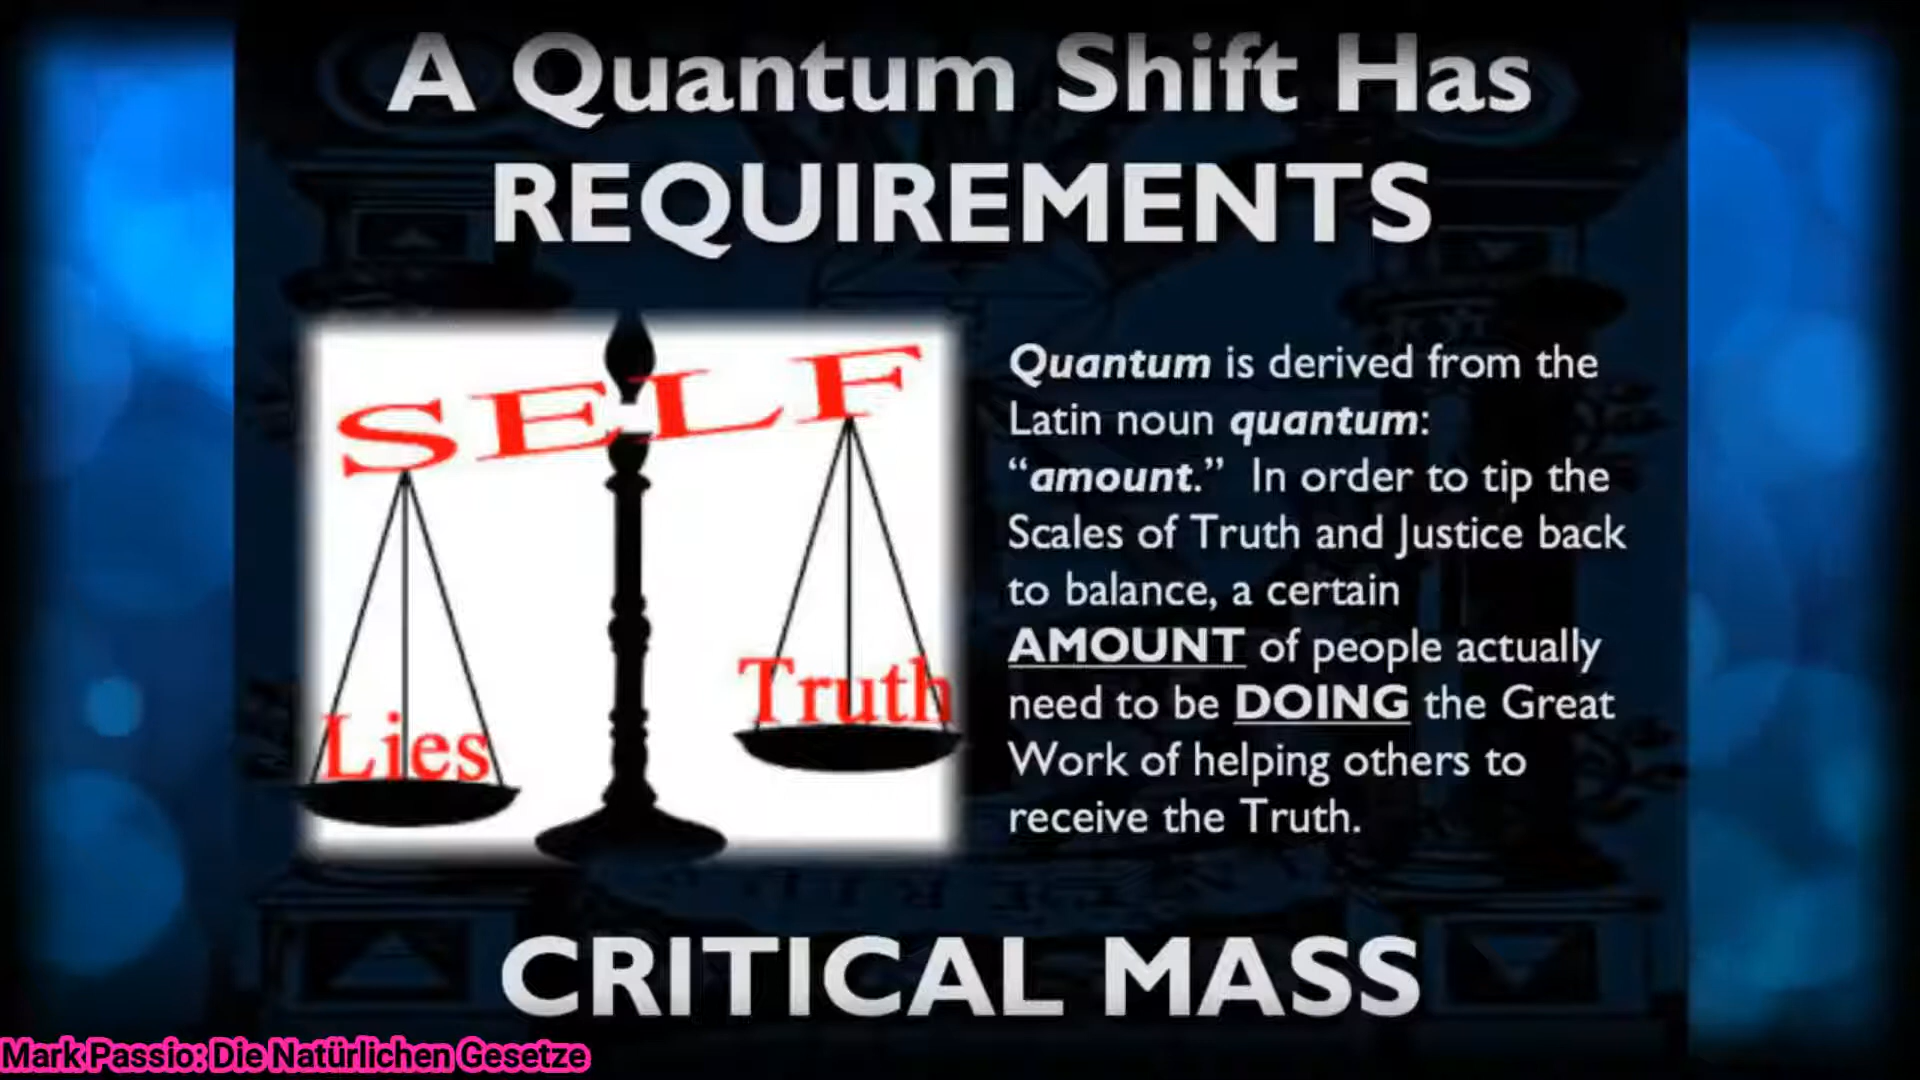 A Quantum Shift Has
REQUIREMENTS
SELF
Lies
Truth
Quantum is derived from the
Latin noun quantum:
“amount.” In order to tip the
Scales of Truth and Justice back
to balance, a certain
AMOUNT of people actually
need to be DOING the Great
Work of helping others to
receive the Truth.
CRITICAL MASS
Mark Passio: Die Natürlichen Gesetze